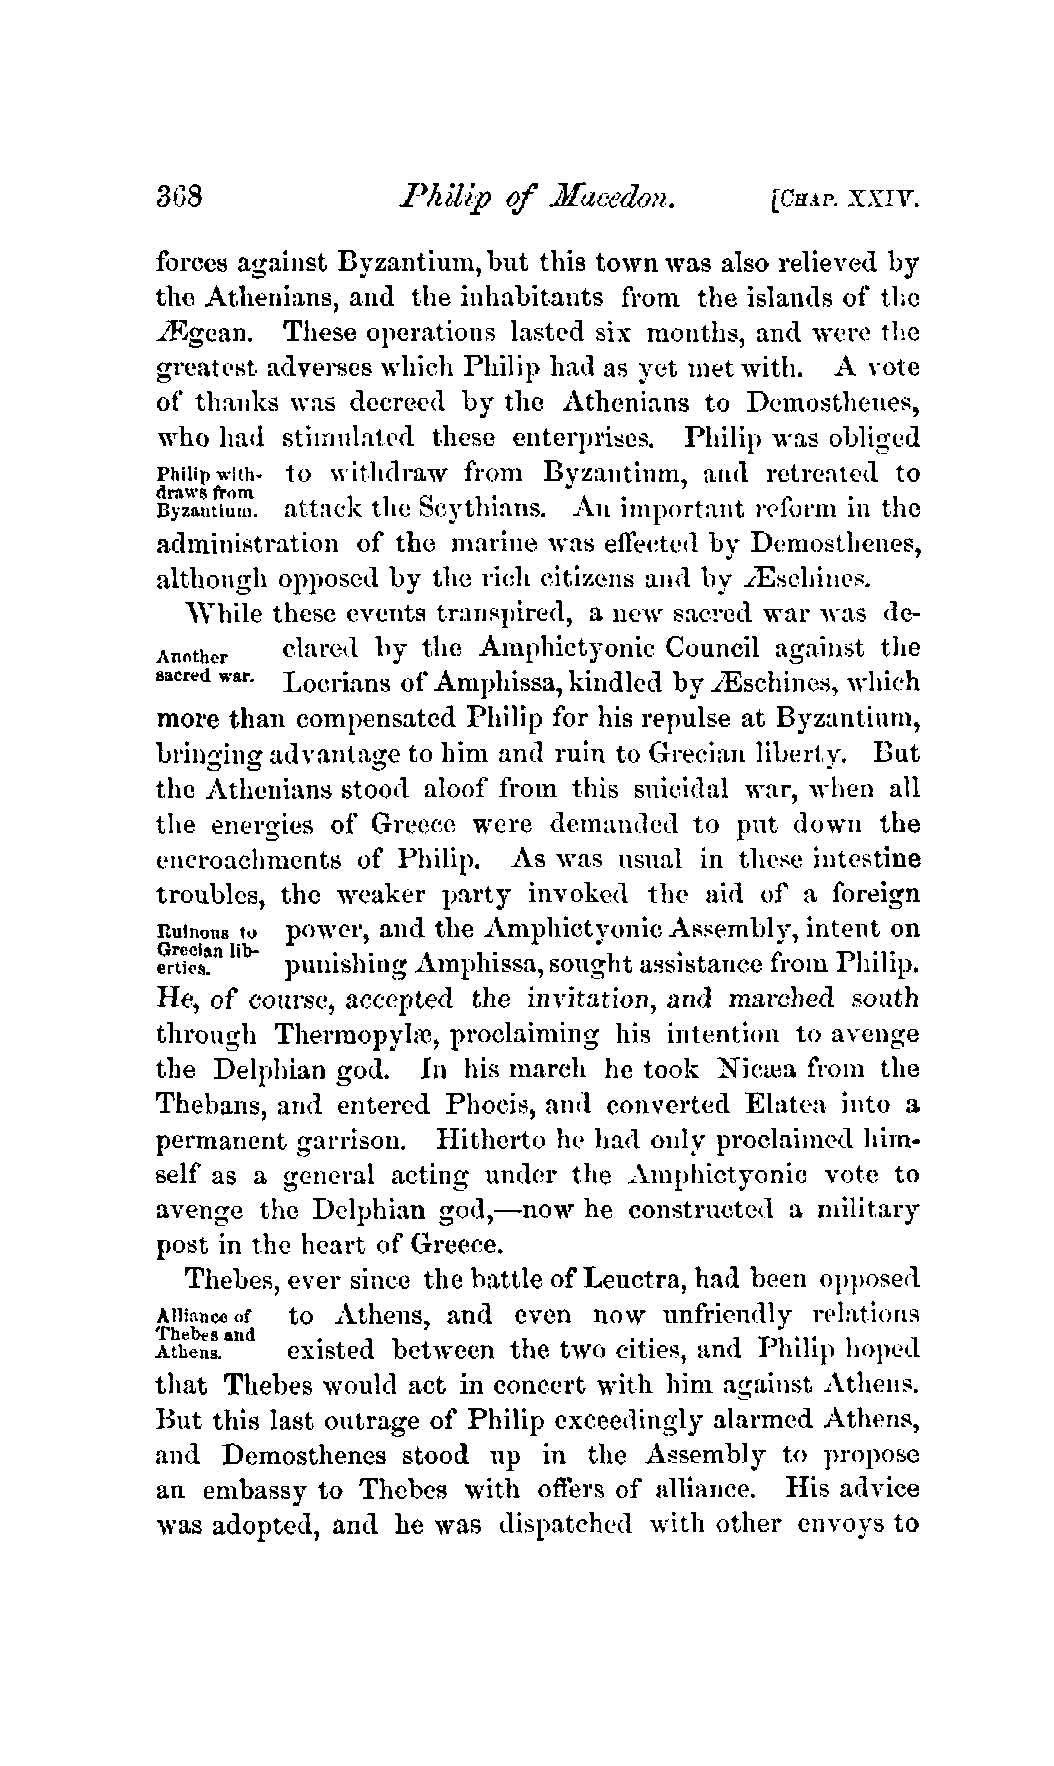 368 Philip of Macedon. [CHAP. XXIV.
forces against Byzantium, but this town was also relieved by
the Athenians, and the inhabitants from the islands of the
Ægean. These operations lasted six months, and were the
greatest adverses which Philip had as yet met with. A vote
of thanks was decreed by the Athenians to Demosthenes,
who had stimulated these enterprises. Philip was obliged
Philip with-
draws from
Byzantium.
to withdraw from Byzantium, and retreated to
attack the Scythians. An important reform in the
administration of the marine was effected by Demosthenes,
although opposed by the rich citizens and by Æschines.
While these events transpired, a new sacred war was de-
Another
sacred war.
clared by the Amphictyonic Council against the
Locrians of Amphissa, kindled by Æschines, which
more than compensated Philip for his repulse at Byzantium,
bringing advantage to him and ruin to Grecian liberty. But
the Athenians stood aloof from this suicidal war, when all
the energies of Greece were demanded to put down the
encroachments of Philip. As was usual in these intestine
troubles, the weaker party invoked the aid of a foreign
Ruinous to
Grecian lib-
erties.
power, and the Amphictyonic Assembly, intent on
punishing Amphissa, sought assistance from Philip.
He, of course, accepted the invitation, and marched south
through Thermopylæ, proclaiming his intention to avenge
the Delphian god. In his march he took Nicæa from the
Thebans, and entered Phocis, and converted Elatea into a
permanent garrison. Hitherto he had only proclaimed him-
self as a general acting under the Amphictyonic vote to
avenge the Delphian god,—now he constructed a military
post in the heart of Greece.
Thebes, ever since the battle of Leuctra, had been opposed
Alliance of
Thebes and
Athens.
to Athens, and even now unfriendly relations
existed between the two cities, and Philip hoped
that Thebes would act in concert with him against Athens.
But this last outrage of Philip exceedingly alarmed Athens,
and Demosthenes stood up in the Assembly to propose
an embassy to Thebes with offers of alliance. His advice
was adopted, and he was dispatched with other envoys to